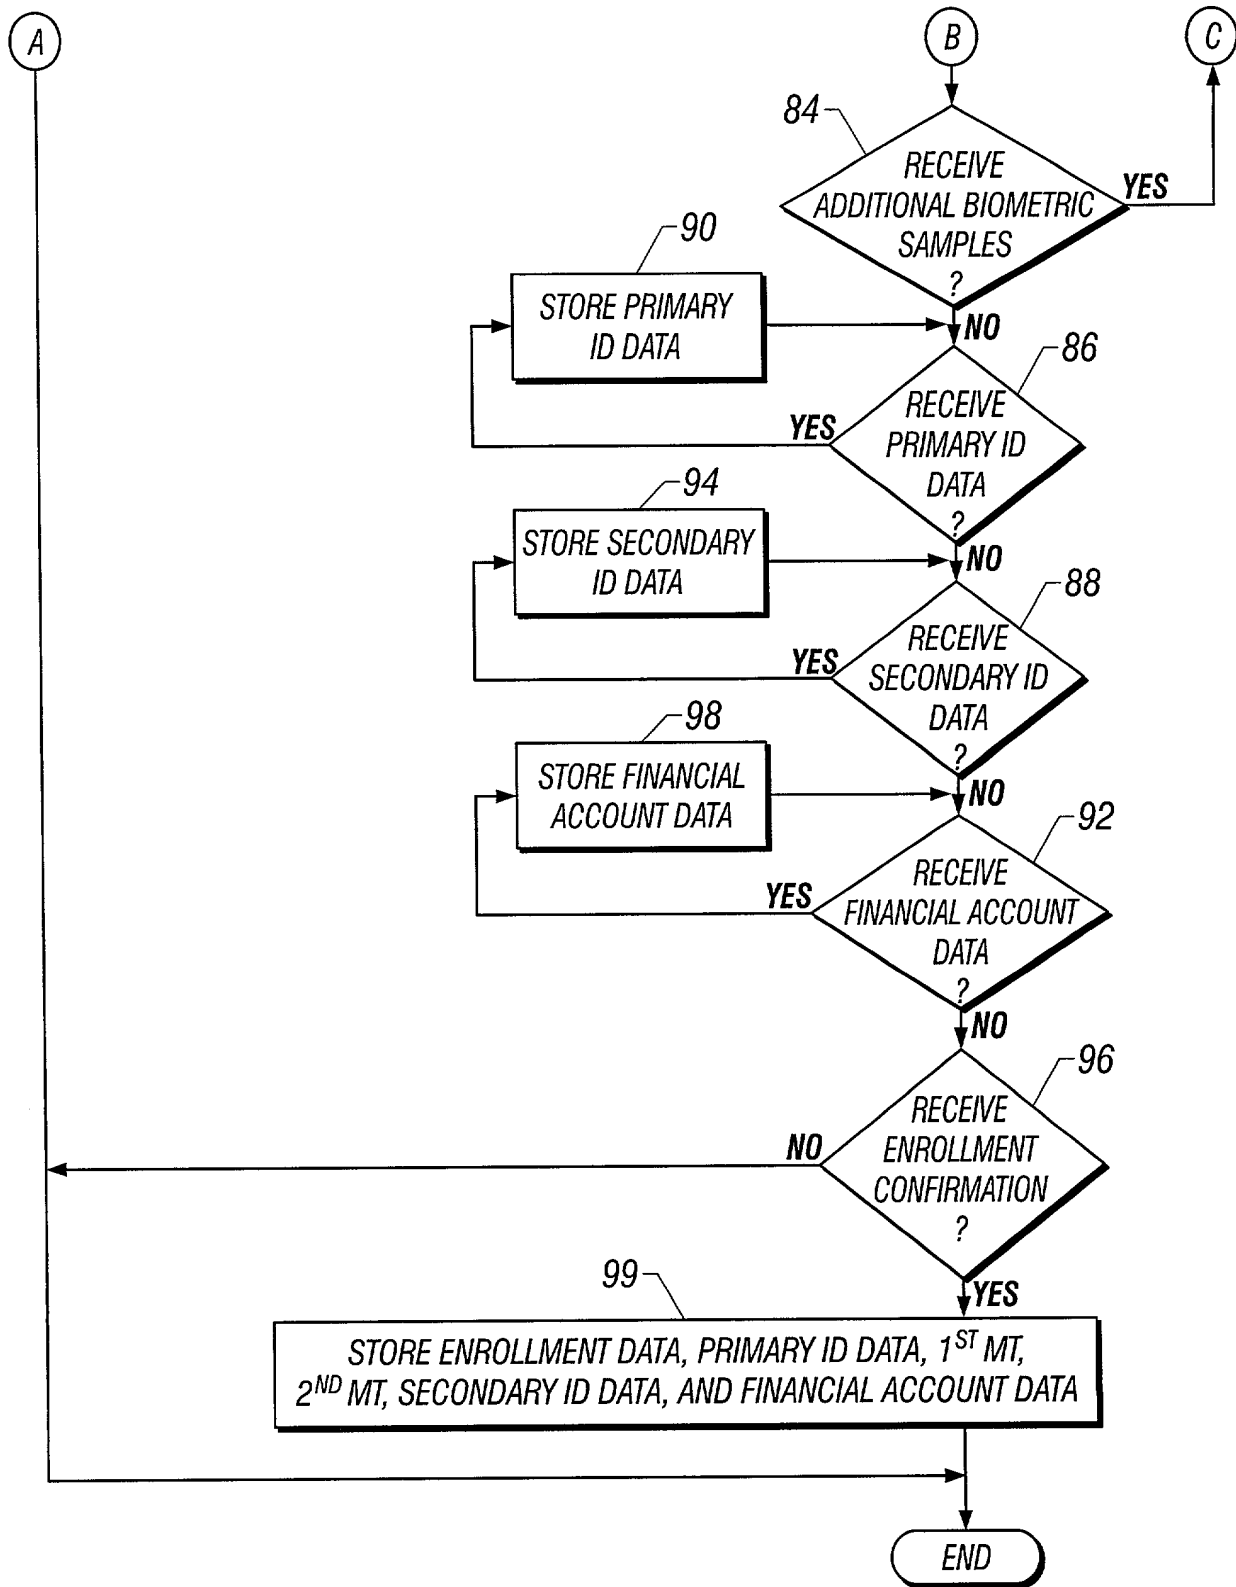 A
B
C
84
RECEIVE
ADDITIONAL BIOMETRIC
SAMPLES
?
YES
NO
90
STORE PRIMARY
ID DATA
86
RECEIVE
PRIMARY ID
DATA
?
YES
NO
94
STORE SECONDARY
ID DATA
88
RECEIVE
SECONDARY ID
DATA
?
YES
NO
98
STORE FINANCIAL
ACCOUNT DATA
92
RECEIVE
FINANCIAL ACCOUNT
DATA
?
YES
NO
96
RECEIVE
ENROLLMENT
CONFIRMATION
?
NO
YES
99
STORE ENROLLMENT DATA, PRIMARY ID DATA, 1ST MT,
2ND MT, SECONDARY ID DATA, AND FINANCIAL ACCOUNT DATA
END